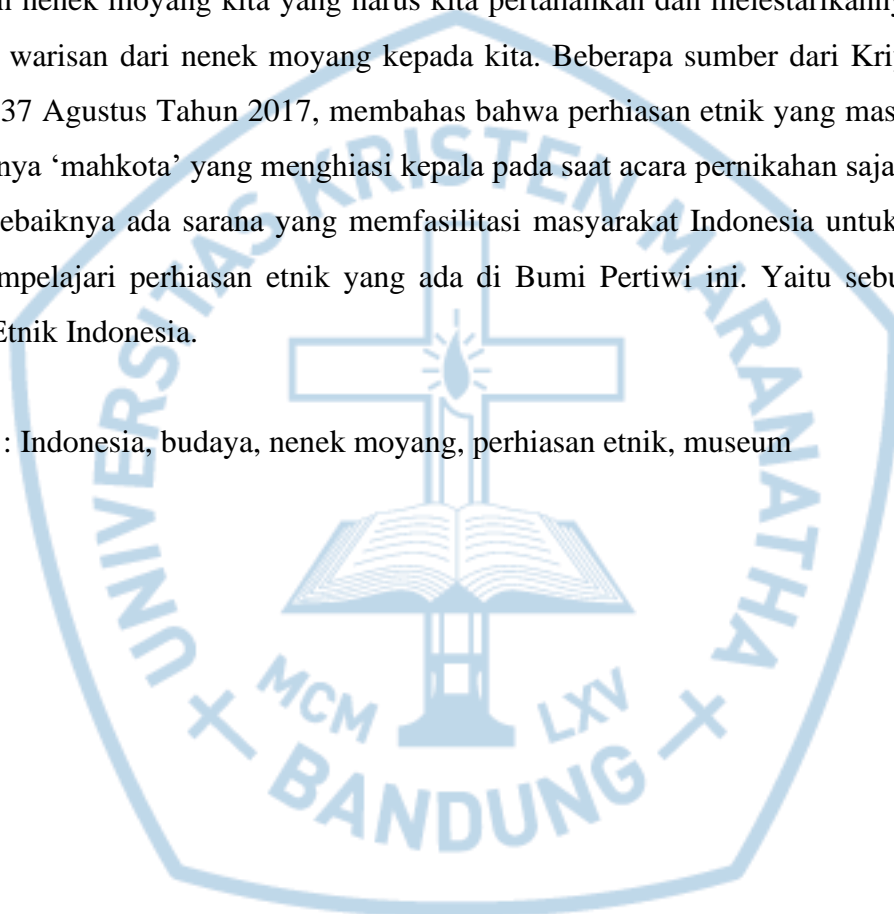 nenek moyang kita yang harus kita pertahankan dan melestarikanny
warisan dari nenek moyang kepada kita. Beberapa sumber dari Kri
37 Agustus Tahun 2017, membahas bahwa perhiasan etnik yang mas
nya ‘mahkota’ yang menghiasi kepala pada saat acara pernikahan saja
ebaiknya ada sarana yang memfasilitasi masyarakat Indonesia untuk
mpelajari perhiasan etnik yang ada di Bumi Pertiwi ini. Yaitu sebu
Etnik Indonesia.
: Indonesia, budaya, nenek moyang, perhiasan etnik, museum
UNIVERSITAS KRISTEN MARANATHA
MCM LXV
BANDUNG